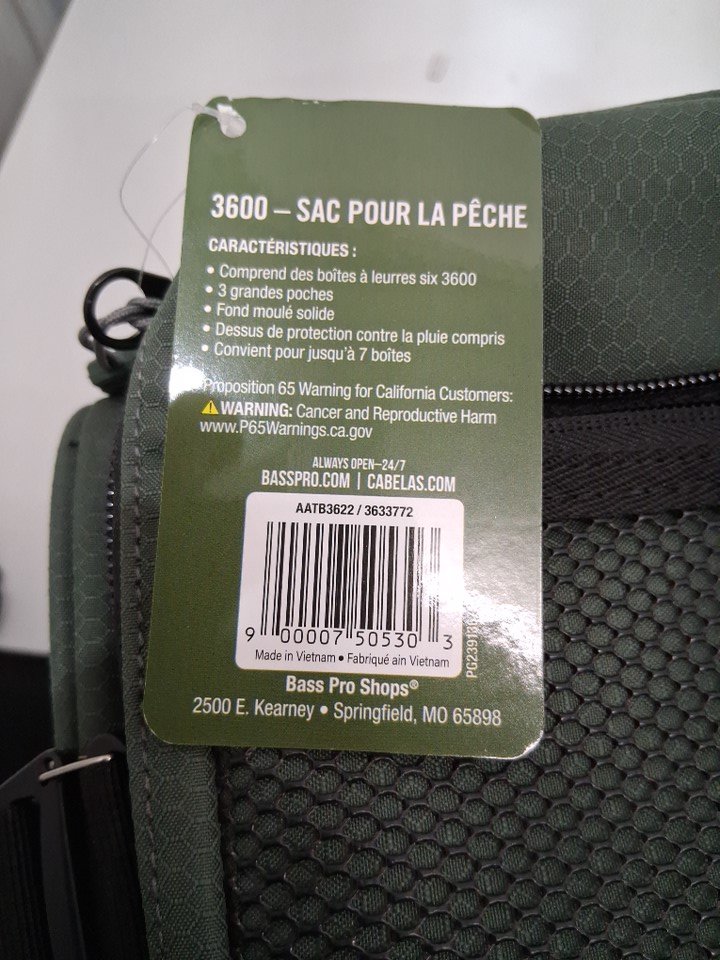 3600 – SAC POUR LA PÊCHE
CARACTÉRISTIQUES :
• Comprend des boîtes à leurres six 3600
• 3 grandes poches
• Fond moulé solide
• Dessus de protection contre la pluie compris
• Convient pour jusqu'à 7 boîtes
Proposition 65 Warning for California Customers:
⚠WARNING: Cancer and Reproductive Harm
www.P65Warnings.ca.gov
ALWAYS OPEN–24/7
BASSPRO.COM | CABELAS.COM
AATB3622 / 3633772
9 00007 50530 3
Made in Vietnam • Fabriqué ain Vietnam
Bass Pro Shops®
2500 E. Kearney • Springfield, MO 65898